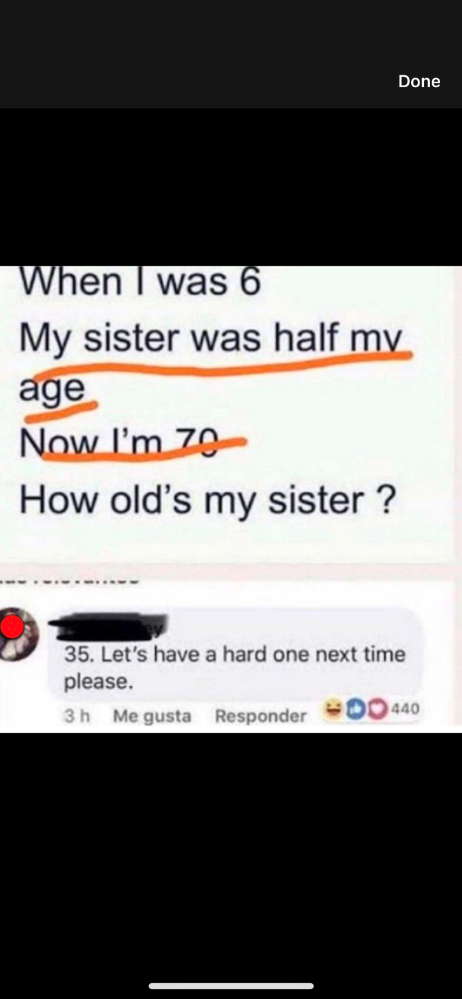 Done
When I was 6
My sister was half my
age
Now I'm 70
How old's my sister ?
35. Let's have a hard one next time
please.
3 h Me gusta Responder 440